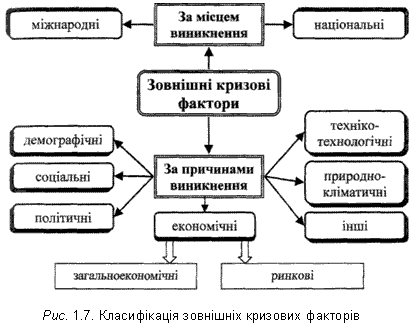 міжнародні
За місцем
виникнення
національні
Зовнішні кризові
фактори
демографічні
соціальні
політичні
За причинами
виникнення
техніко-
технологічні
природно-
кліматичні
інші
економічні
загальноекономічні
ринкові
Рис. 1.7. Класифікація зовнішніх кризових факторів